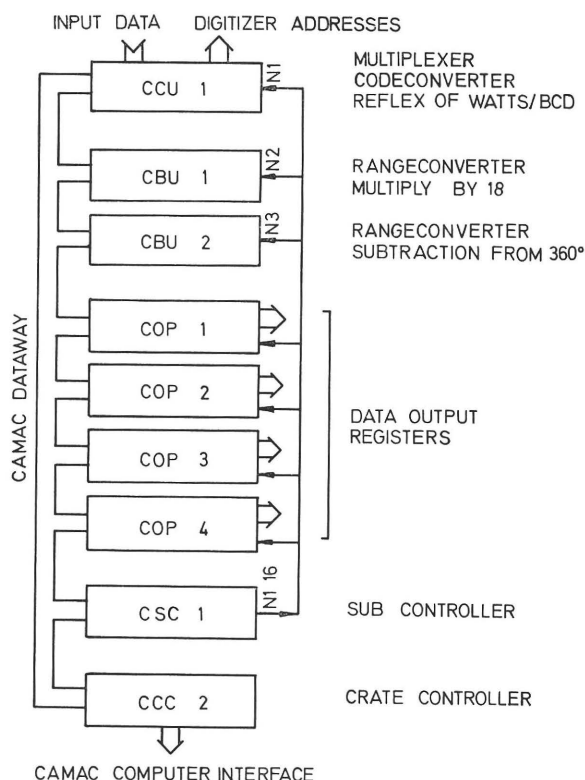 INPUT DATA DIGITIZER ADDRESSES
CCU 1
N1
MULTIPLEXER
CODECONVERTER
REFLEX OF WATTS/BCD
CBU 1
N2
RANGECONVERTER
MULTIPLY BY 18
CBU 2
N3
RANGECONVERTER
SUBTRACTION FROM 360°
CAMAC DATAWAY
COP 1
COP 2
COP 3
COP 4
DATA OUTPUT
REGISTERS
CSC 1
N1 16
SUB CONTROLLER
CCC 2
CRATE CONTROLLER
CAMAC COMPUTER INTERFACE